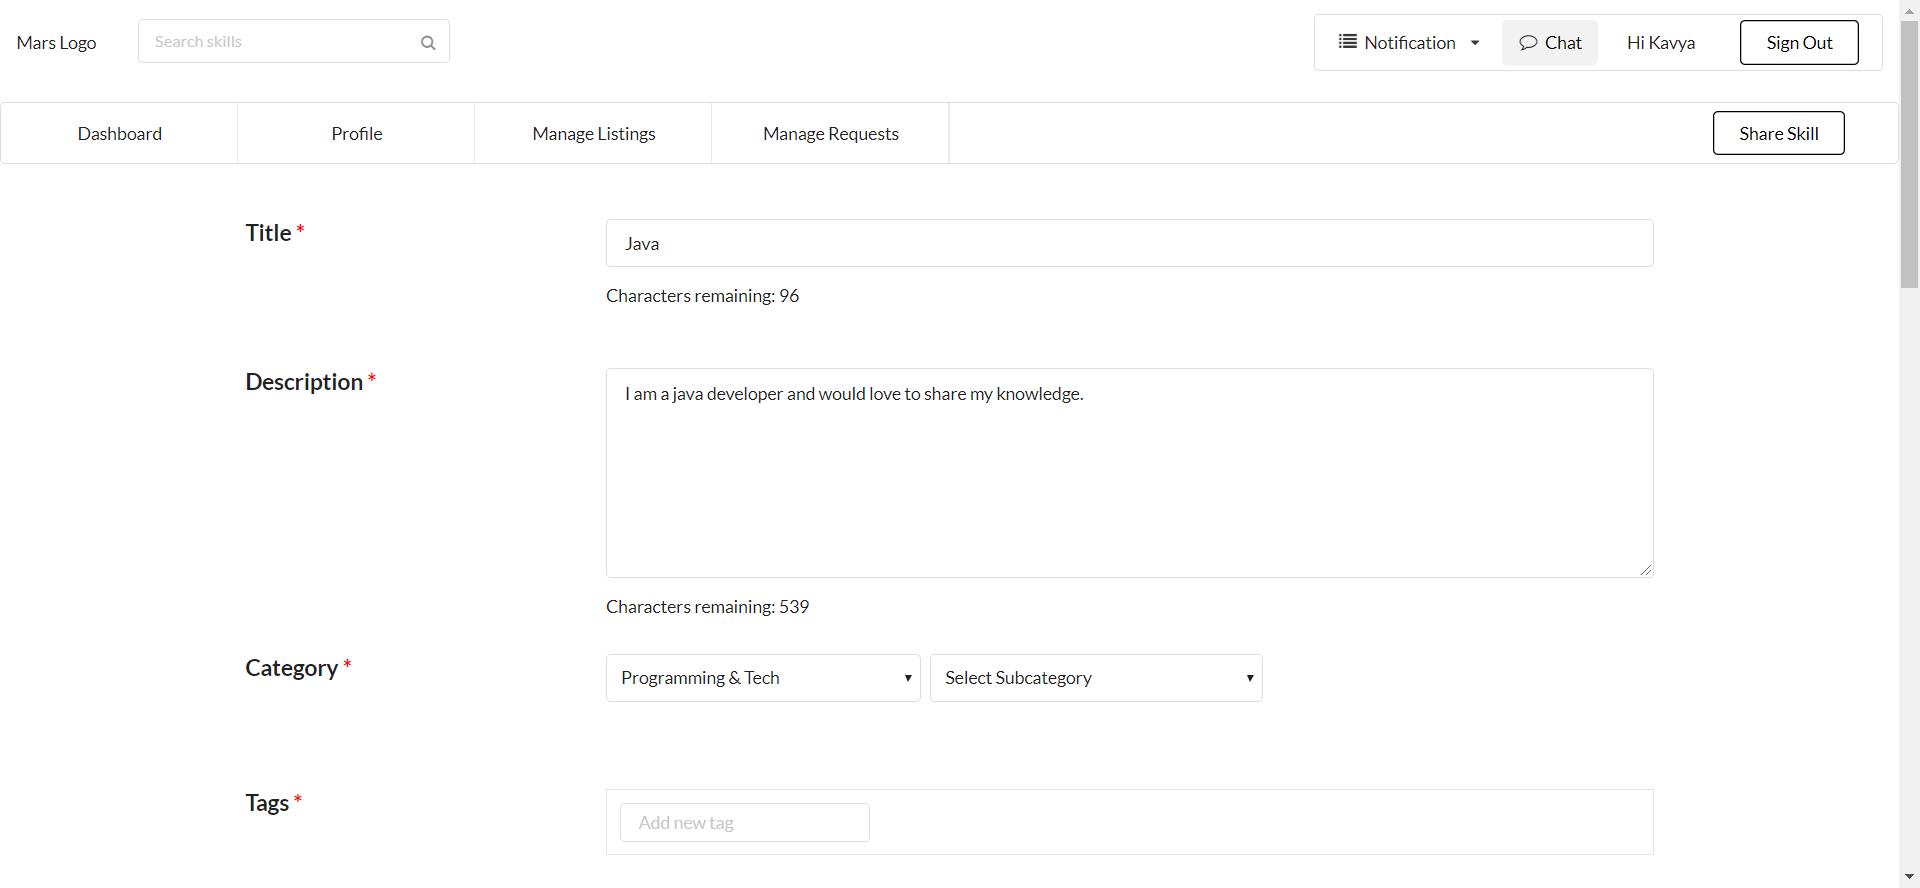 Mars Logo
Search skills
Notification
Chat
Hi Kavya
Sign Out
Dashboard
Profile
Manage Listings
Manage Requests
Share Skill
Title *
Java
Characters remaining: 96
Description *
I am a java developer and would love to share my knowledge.
Characters remaining: 539
Category *
Programming & Tech
Select Subcategory
Tags *
Add new tag